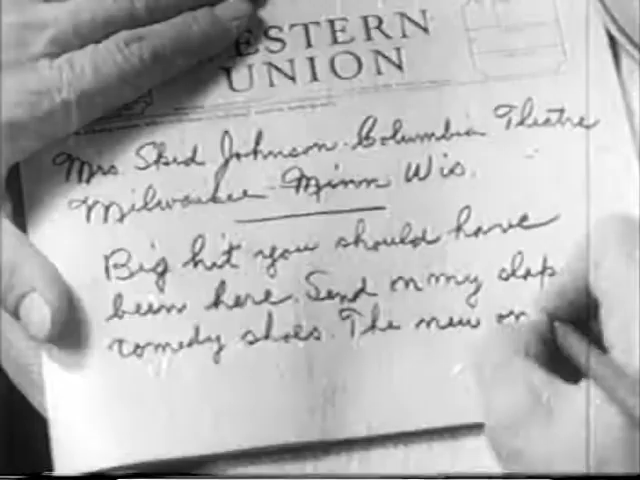 ESTERN
UNION
Mrs Skid Johnson. Columbia Theatre
Milwaukee Minn Wis.
Big hit you should have
been here. Send on my slap
comedy shoes. The new on